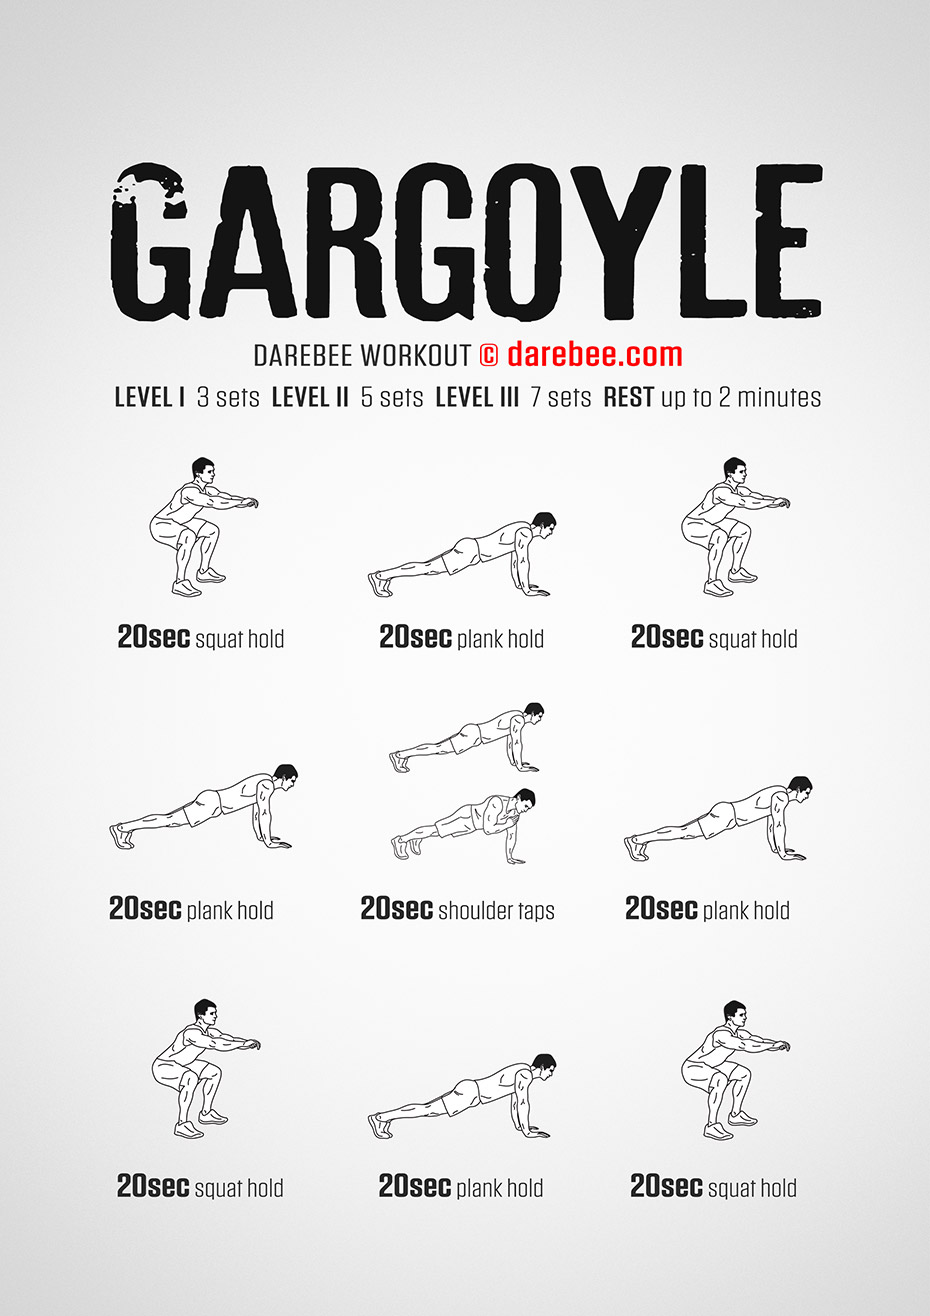 GARGOYLE
DAREBEE WORKOUT © darebee.com
LEVEL I 3 sets LEVEL II 5 sets LEVEL III 7 sets REST up to 2 minutes
20sec squat hold
20sec plank hold
20sec squat hold
20sec plank hold
20sec shoulder taps
20sec plank hold
20sec squat hold
20sec plank hold
20sec squat hold